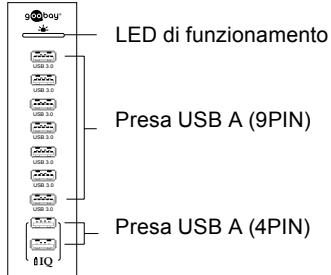 goobay®
LED di funzionamento
USB 3.0
USB 3.0
USB 3.0
Presa USB A (9PIN)
USB 3.0
USB 3.0
USB 3.0
USB 3.0
Presa USB A (4PIN)
IQ